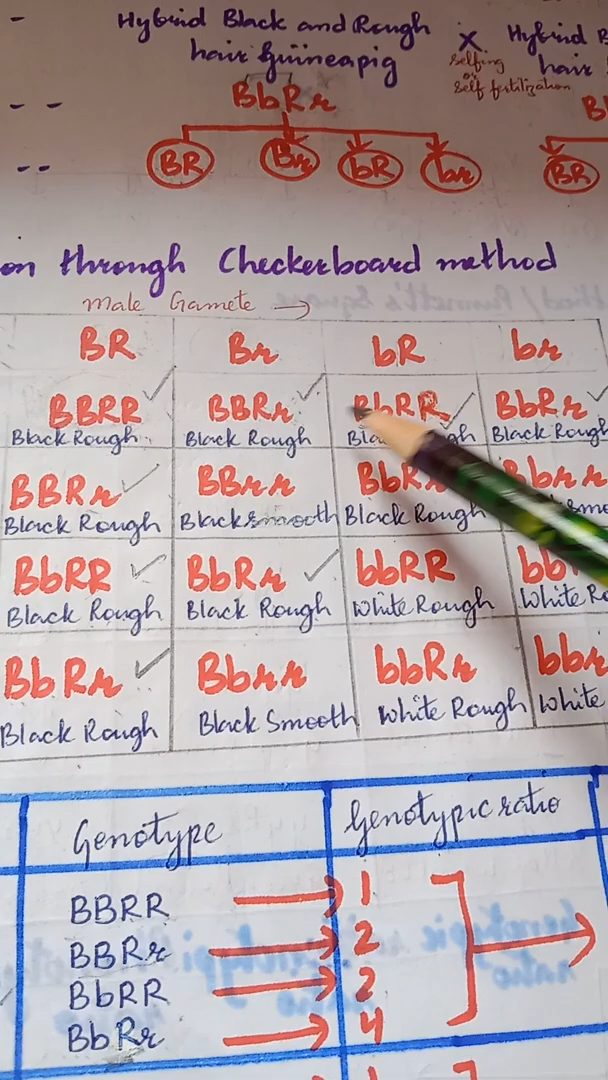 Hybrid Black and Rough
hair Guineapig
X Hybrid B
selfing
or
self fertilization
hair
BbRr
B
BR Br bR br BR
on through Checkerboard method
male Gamete →
BR Br bR br
BBRR BBRr BbRR BbRr
Black Rough Black Rough Black Rough
BBRr BBrr
Black Rough Black smooth Black Rough
BbRR BbRr bbRR
Black Rough Black Rough White Rough White
BbRr Bbrr bbRr
Black Rough Black Smooth White Rough White
Genotype Genotypic ratio
BBRR 1
BBRr 2
BbRR 2
BbRr 4